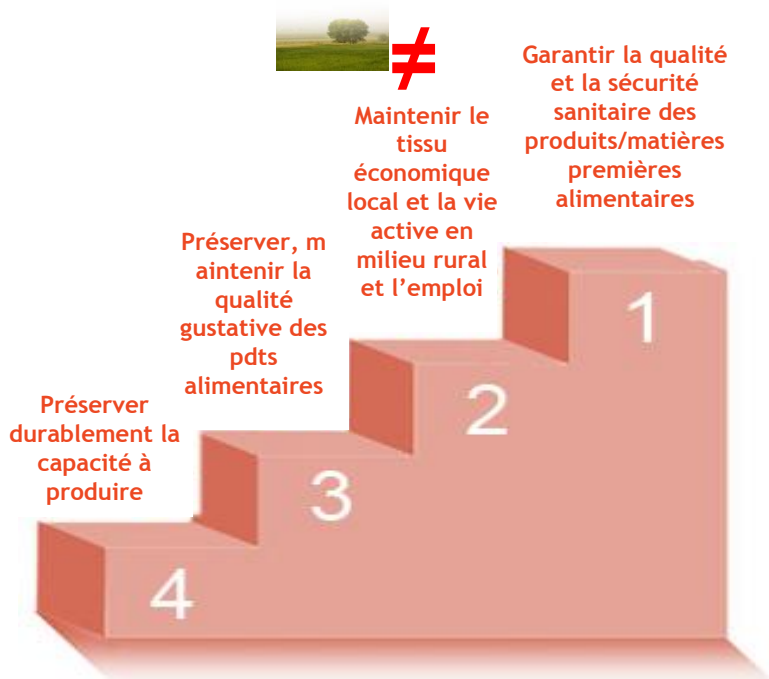 ≠
Garantir la qualité
et la sécurité
sanitaire des
produits/matières
premières
alimentaires
1
Maintenir le
tissu
économique
local et la vie
active en
milieu rural
et l’emploi
2
Préserver, m
aintenir la
qualité
gustative des
pdts
alimentaires
3
Préserver
durablement la
capacité à
produire
4